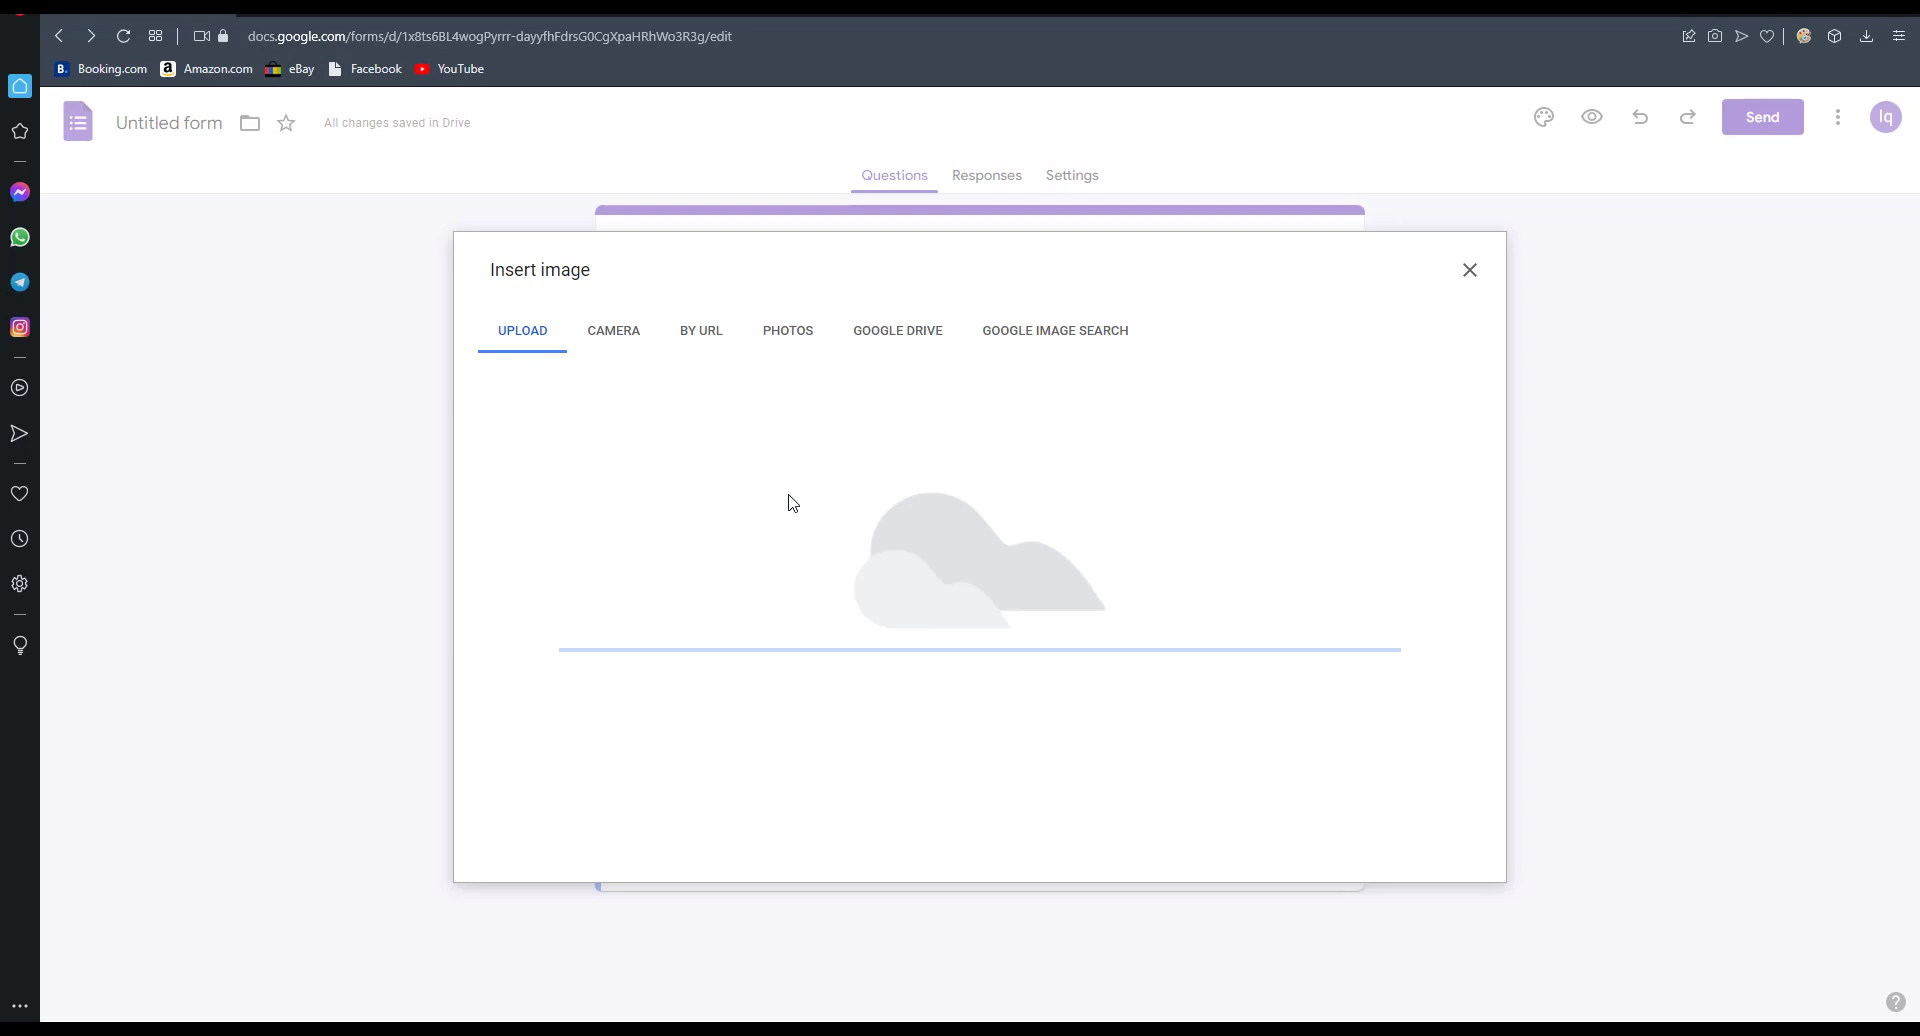 docs.google.com/forms/d/1x8ts6BL4wogPyrrr-dayyfhFdrsG0CgXpaHRhWo3R3g/edit
B. Booking.com a Amazon.com eBay Facebook YouTube
Untitled form All changes saved in Drive Send Iq
Questions Responses Settings
Insert image
UPLOAD CAMERA BY URL PHOTOS GOOGLE DRIVE GOOGLE IMAGE SEARCH